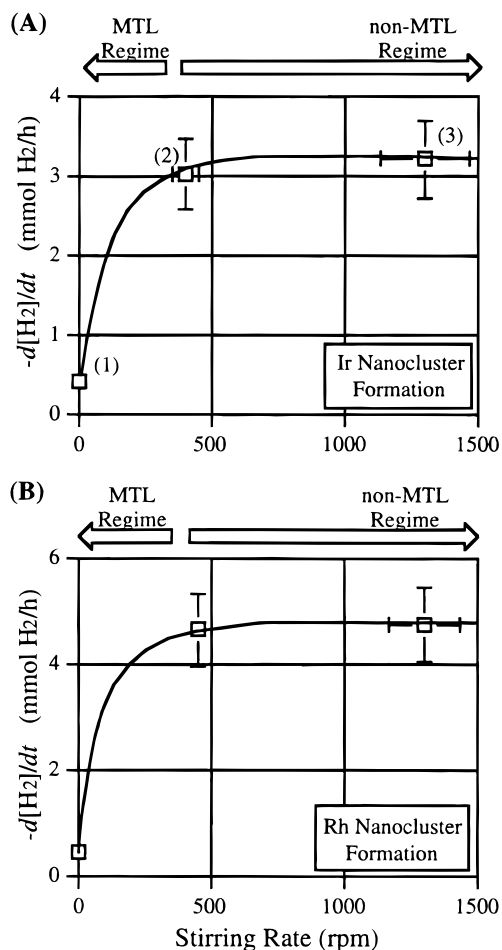 (A)
MTL
Regime
non-MTL
Regime
4
3
2
1
0
-d[H2]/dt (mmol H2/h)
(1)
(2)
(3)
Ir Nanocluster
Formation
0
500
1000
1500
(B)
MTL
Regime
non-MTL
Regime
6
4
2
0
-d[H2]/dt (mmol H2/h)
Rh Nanocluster
Formation
0
500
1000
1500
Stirring Rate (rpm)